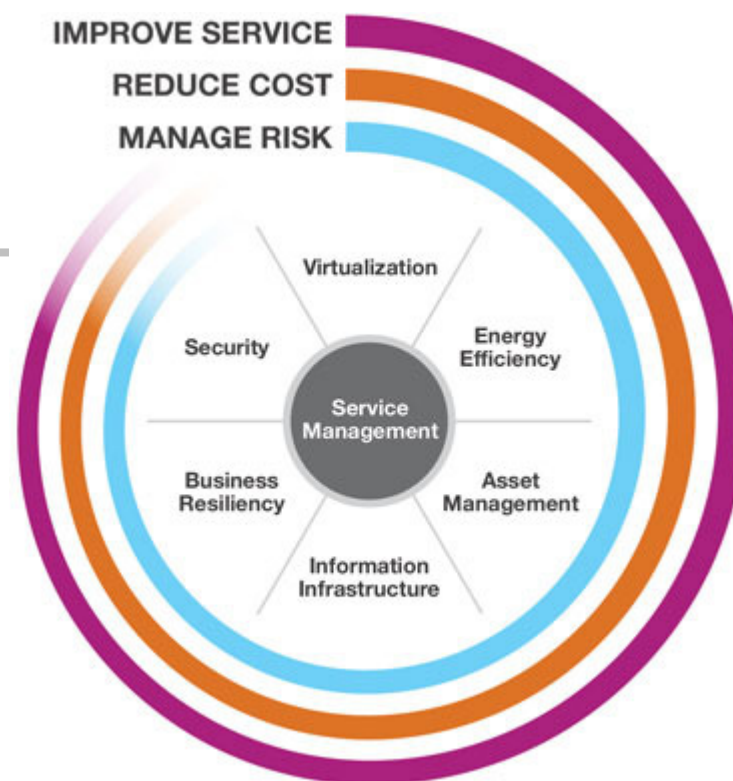 IMPROVE SERVICE
REDUCE COST
MANAGE RISK
Virtualization
Security
Energy
Efficiency
Service
Management
Business
Resiliency
Asset
Management
Information
Infrastructure